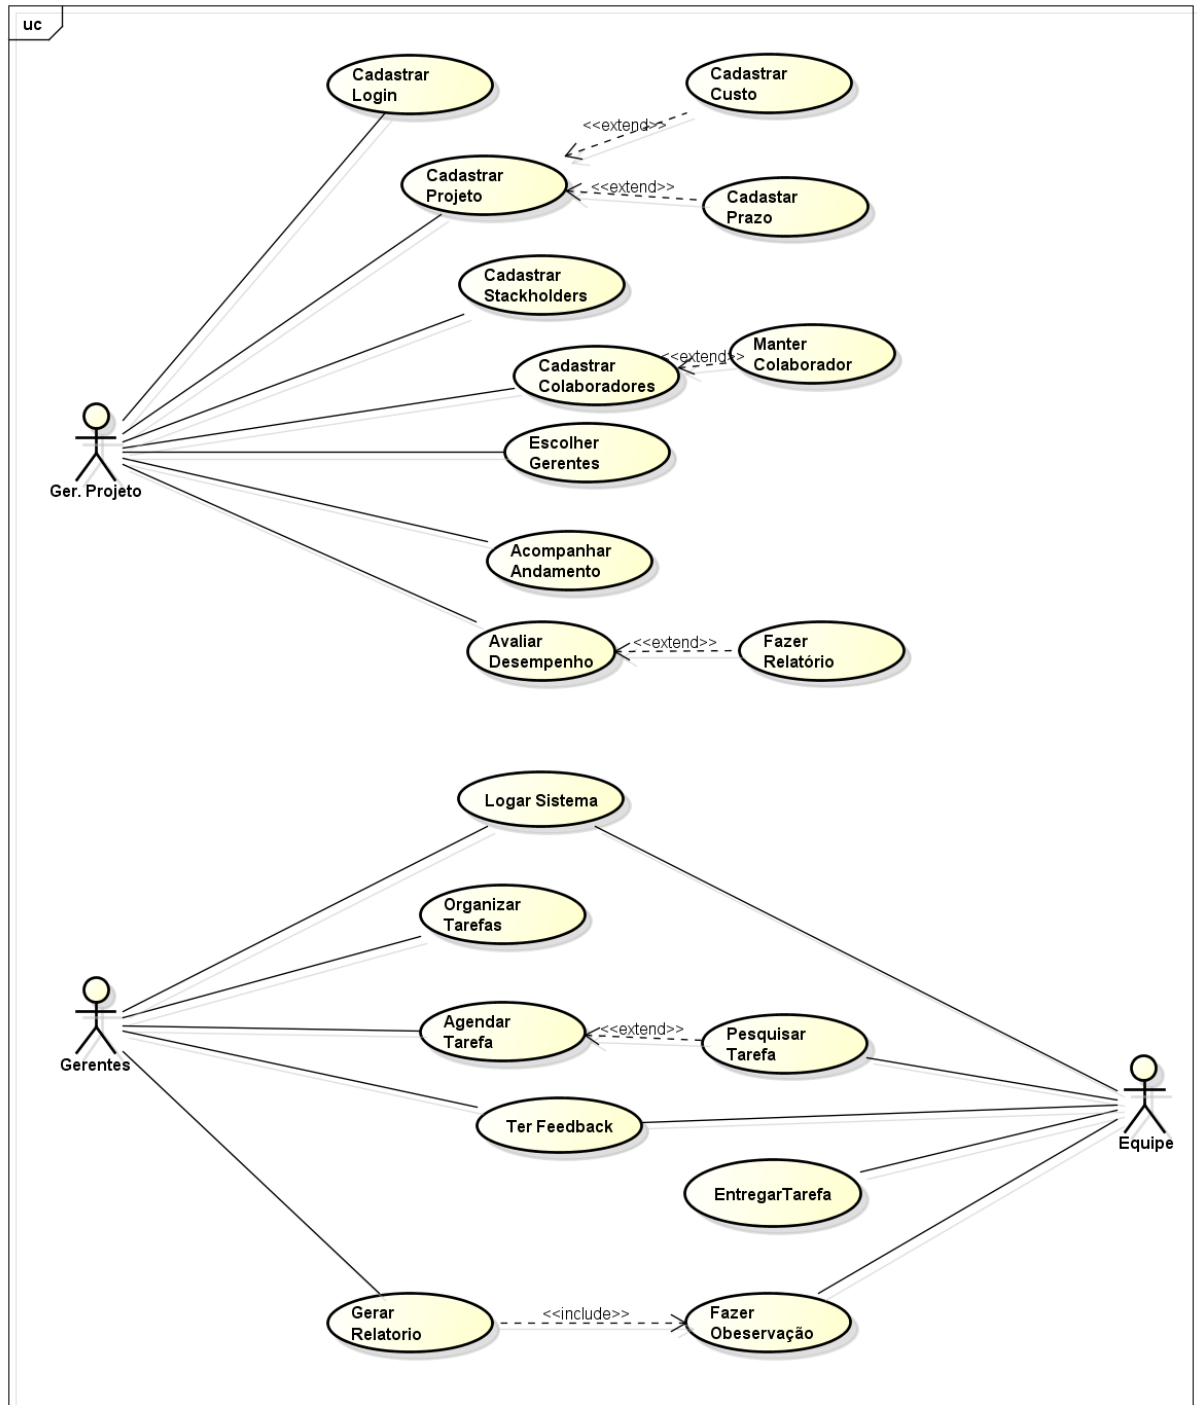 uc
Cadastrar
Login
Cadastrar
Custo
<<extend>>
Cadastrar
Projeto
<<extend>>
Cadastar
Prazo
Cadastrar
Stackholders
Cadastrar
Colaboradores
<<extend>>
Manter
Colaborador
Escolher
Gerentes
Ger. Projeto
Acompanhar
Andamento
Avaliar
Desempenho
<<extend>>
Fazer
Relatório
Logar Sistema
Organizar
Tarefas
Agendar
Tarefa
<<extend>>
Pesquisar
Tarefa
Gerentes
Ter Feedback
Equipe
EntregarTarefa
Gerar
Relatorio
<<include>>
Fazer
Obeservação